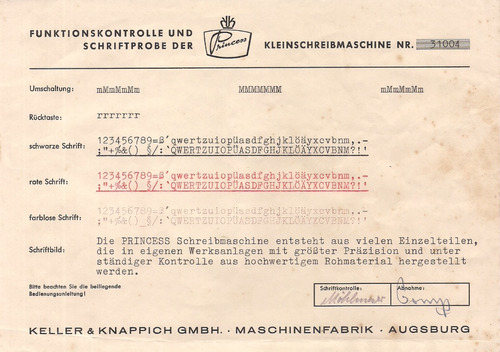 FUNKTIONSKONTROLLE UND
SCHRIFTPROBE DER Princess KLEINSCHREIBMASCHINE NR. 31004
Umschaltung: mMmMmMm MMMMMMM mMmMmMm
Rücktaste: rrrrrrr
schwarze Schrift: 123456789=ß´qwertzuiopüasdfghjklöäyxcvbnm,.-
;"+%&() §/:`QWERTZUIOPÜASDFGHJKLÖÄYXCVBNM?!'
rote Schrift: 123456789=ß´qwertzuiopüasdfghjklöäyxcvbnm,.-
;"+%&()_§/:`QWERTZUIOPÜASDFGHJKLÖÄYXCVBNM?!'
farblose Schrift: 123456789=ß´qwertzuiopüasdfghjklöäyxcvbnm,.-
;"+%&()_§/:`QWERTZUIOPÜASDFGHJKLÖÄYXCVBNM?!'
Schriftbild: Die PRINCESS Schreibmaschine entsteht aus vielen Einzelteilen,
die in eigenen Werksanlagen mit größter Präzision und unter
ständiger Kontrolle aus hochwertigem Rohmaterial hergestellt
werden.
Bitte beachten Sie die beiliegende
Bedienungsanleitung!
Schriftkontrolle: Abnahme:
KELLER & KNAPPICH GMBH. · MASCHINENFABRIK · AUGSBURG